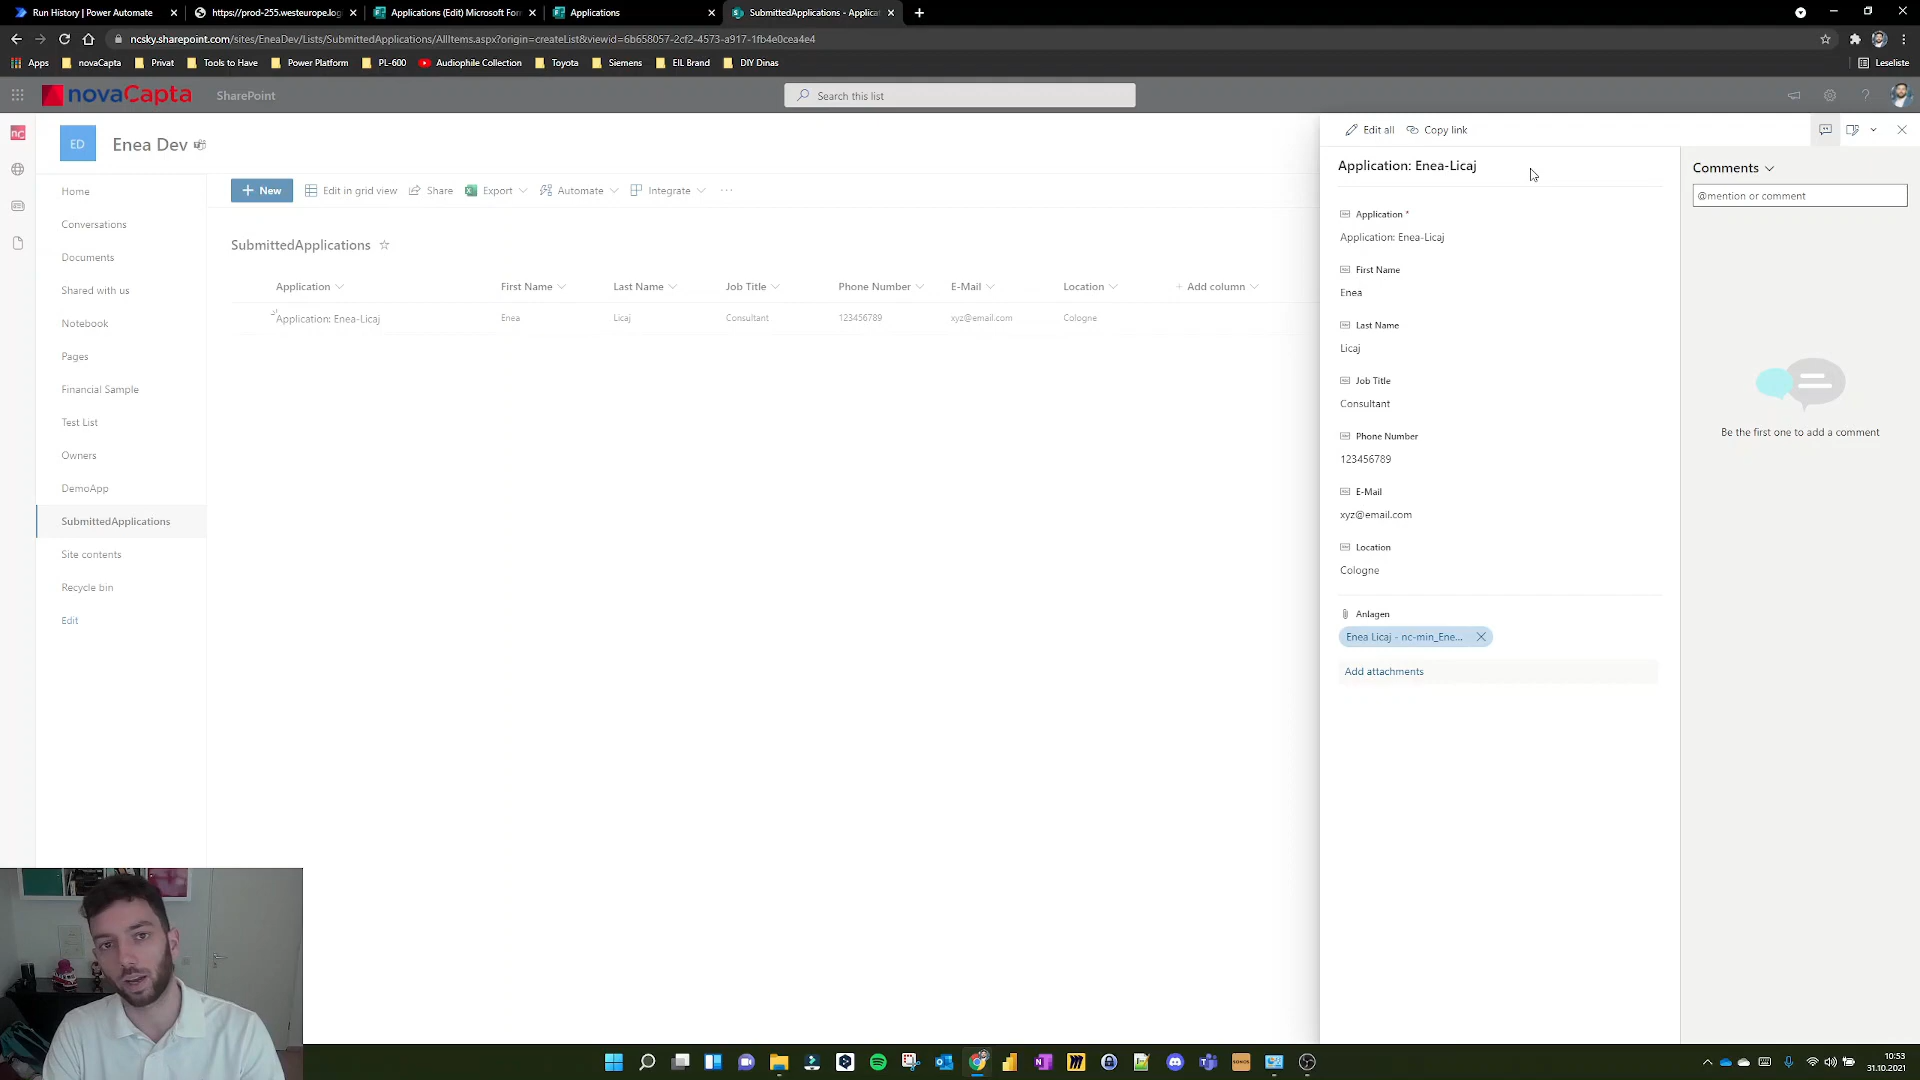 Run History | Power Automate
https://prod-255.westeurope.log
Applications (Edit) Microsoft For
Applications
SubmittedApplications - Applicat
ncsky.sharepoint.com/sites/EneaDev/Lists/SubmittedApplications/AllItems.aspx?origin=createList&viewid=6b658057-2cf2-4573-a917-1fb4e0cea4e4
Apps
novaCapta
Privat
Tools to Have
Power Platform
PL-600
Audiophile Collection
Toyota
Siemens
EIL Brand
DIY Dinas
Leseliste
novaCapta
SharePoint
Search this list
nc
ED
Enea Dev
Home
Conversations
Documents
Shared with us
Notebook
Pages
Financial Sample
Test List
Owners
DemoApp
SubmittedApplications
Site contents
Recycle bin
Edit
New
Edit in grid view
Share
Export
Automate
Integrate
SubmittedApplications
Application
First Name
Last Name
Job Title
Phone Number
E-Mail
Location
+ Add column
Application: Enea-Licaj
Enea
Licaj
Consultant
123456789
xyz@email.com
Cologne
Edit all
Copy link
Application: Enea-Licaj
Application *
Application: Enea-Licaj
First Name
Enea
Last Name
Licaj
Job Title
Consultant
Phone Number
123456789
E-Mail
xyz@email.com
Location
Cologne
Anlagen
Enea Licaj - nc-min_Ene...
Add attachments
Comments
@mention or comment
Be the first one to add a comment
10:53
31.10.2021